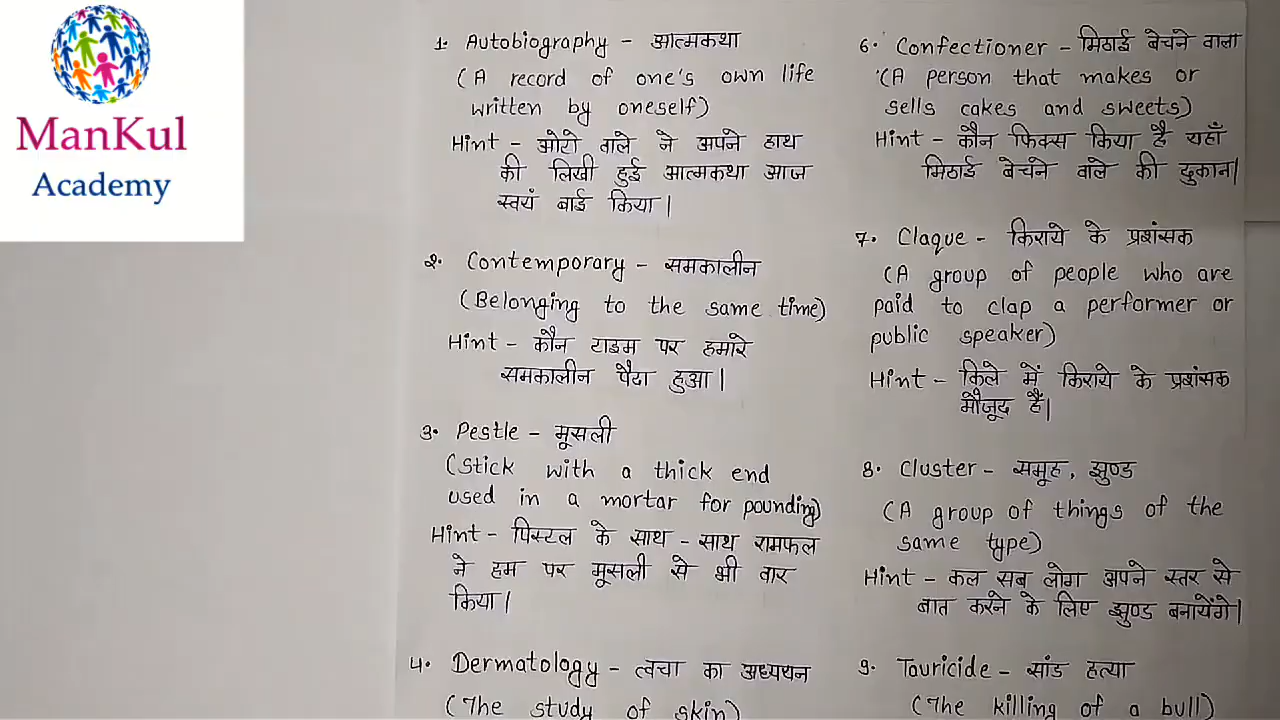 ManKul
Academy
1. Autobiography - आत्मकथा
(A record of one's own life
written by oneself)
Hint - ओटो वाले ने अपने हाथ
की लिखी हुई आत्मकथा आज
स्वयं बाई किया।
2. Contemporary - समकालीन
(Belonging to the same time)
Hint - कौन टाइम पर हमारे
समकालीन पैदा हुआ।
3. Pestle - मूसली
(Stick with a thick end
used in a mortar for pounding)
Hint - पिस्टल के साथ - साथ रामफल
ने हम पर मूसली से भी वार
किया।
4. Dermatology - त्वचा का अध्ययन
(The study of skin)
6. Confectioner - मिठाई बेचने वाला
(A person that makes or
sells cakes and sweets)
Hint - कौन फिक्स किया है यहाँ
मिठाई बेचने वाले की दुकान।
7. Claque - किराये के प्रशंसक
(A group of people who are
paid to clap a performer or
public speaker)
Hint - किले में किराये के प्रशंसक
मौजूद हैं।
8. Cluster - समूह, झुण्ड
(A group of things of the
same type)
Hint - कल सब लोग अपने स्तर से
बात करने के लिए झुण्ड बनायेंगे।
9. Tauricide - सांड हत्या
(The killing of a bull)